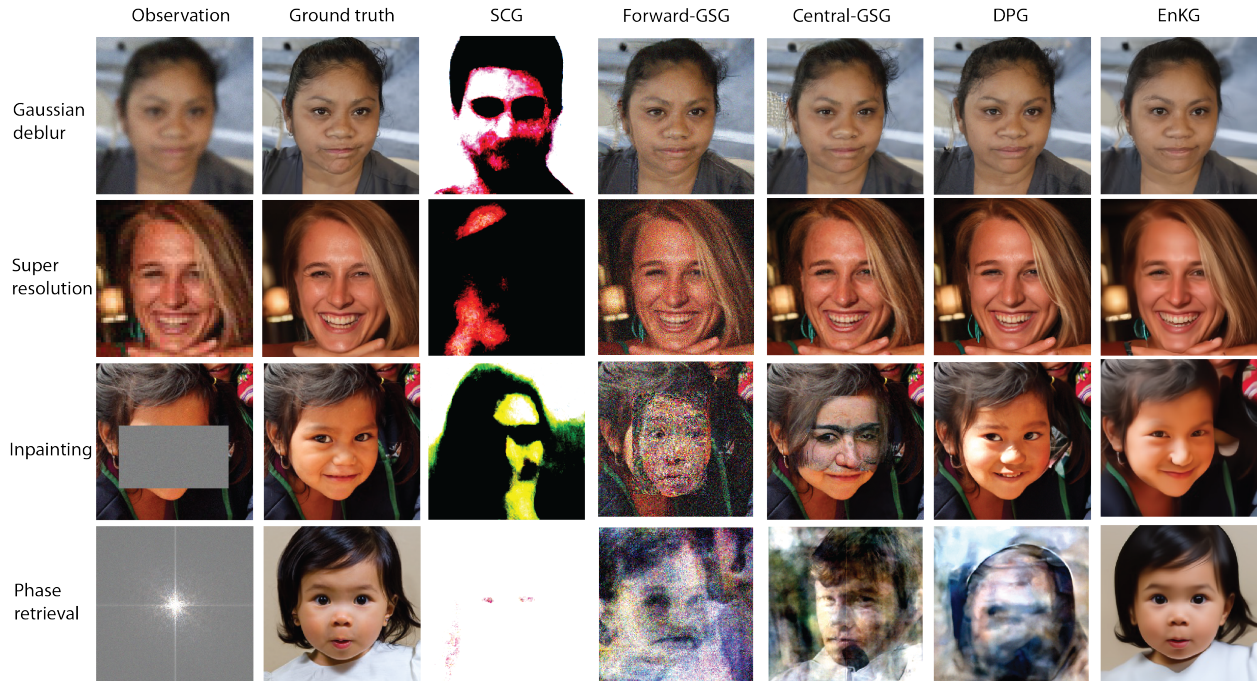 Observation
Ground truth
SCG
Forward-GSG
Central-GSG
DPG
EnKG
Gaussian
deblur
Super
resolution
Inpainting
Phase
retrieval